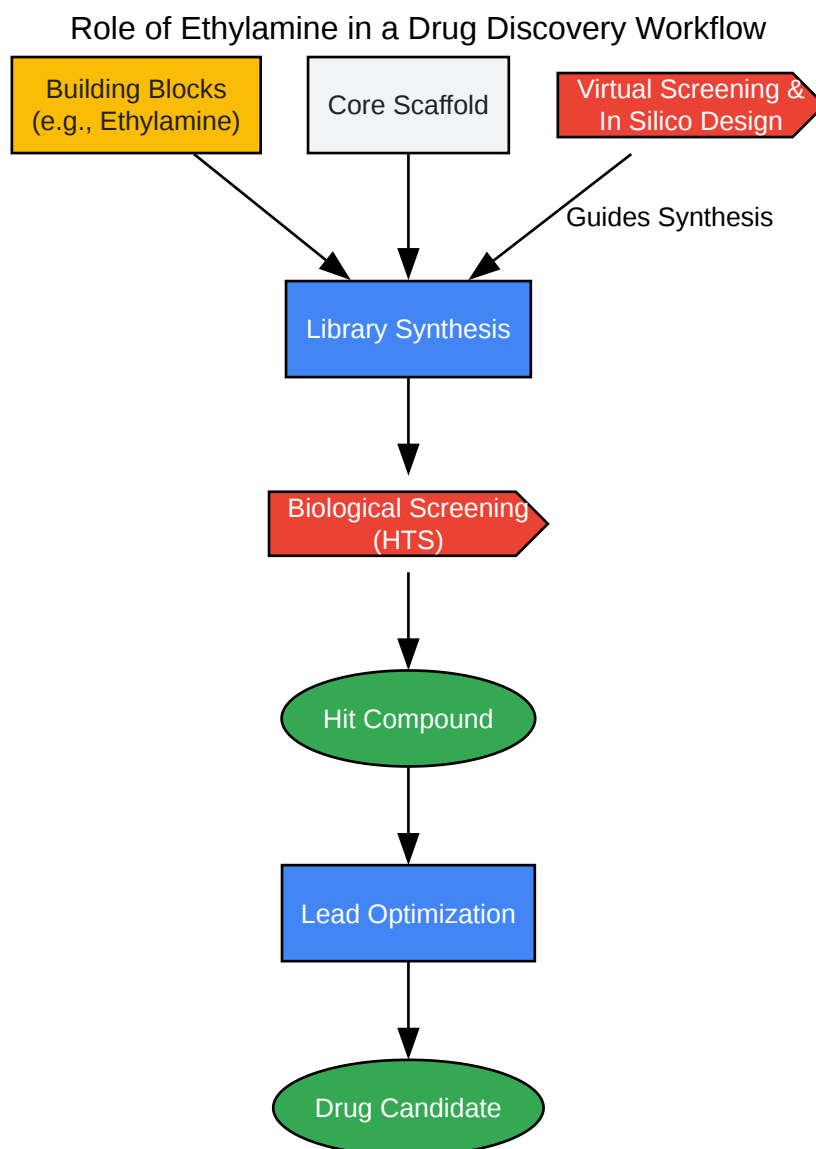 Role of Ethylamine in a Drug Discovery Workflow
Building Blocks
(e.g., Ethylamine)
Core Scaffold
Virtual Screening &
In Silico Design
Guides Synthesis
Library Synthesis
Biological Screening
(HTS)
Hit Compound
Lead Optimization
Drug Candidate